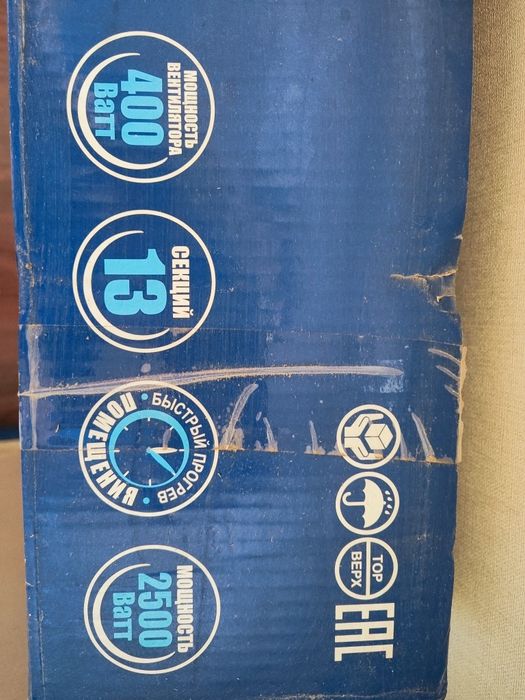 МОЩНОСТЬ
ВЕНТИЛЯТОРА
400
Ватт
СЕКЦИЙ
13
• БЫСТРЫЙ ПРОГРЕВ •
ПОМЕЩЕНИЯ
МОЩНОСТЬ
2500
Ватт
TOP
ВЕРХ
EAC